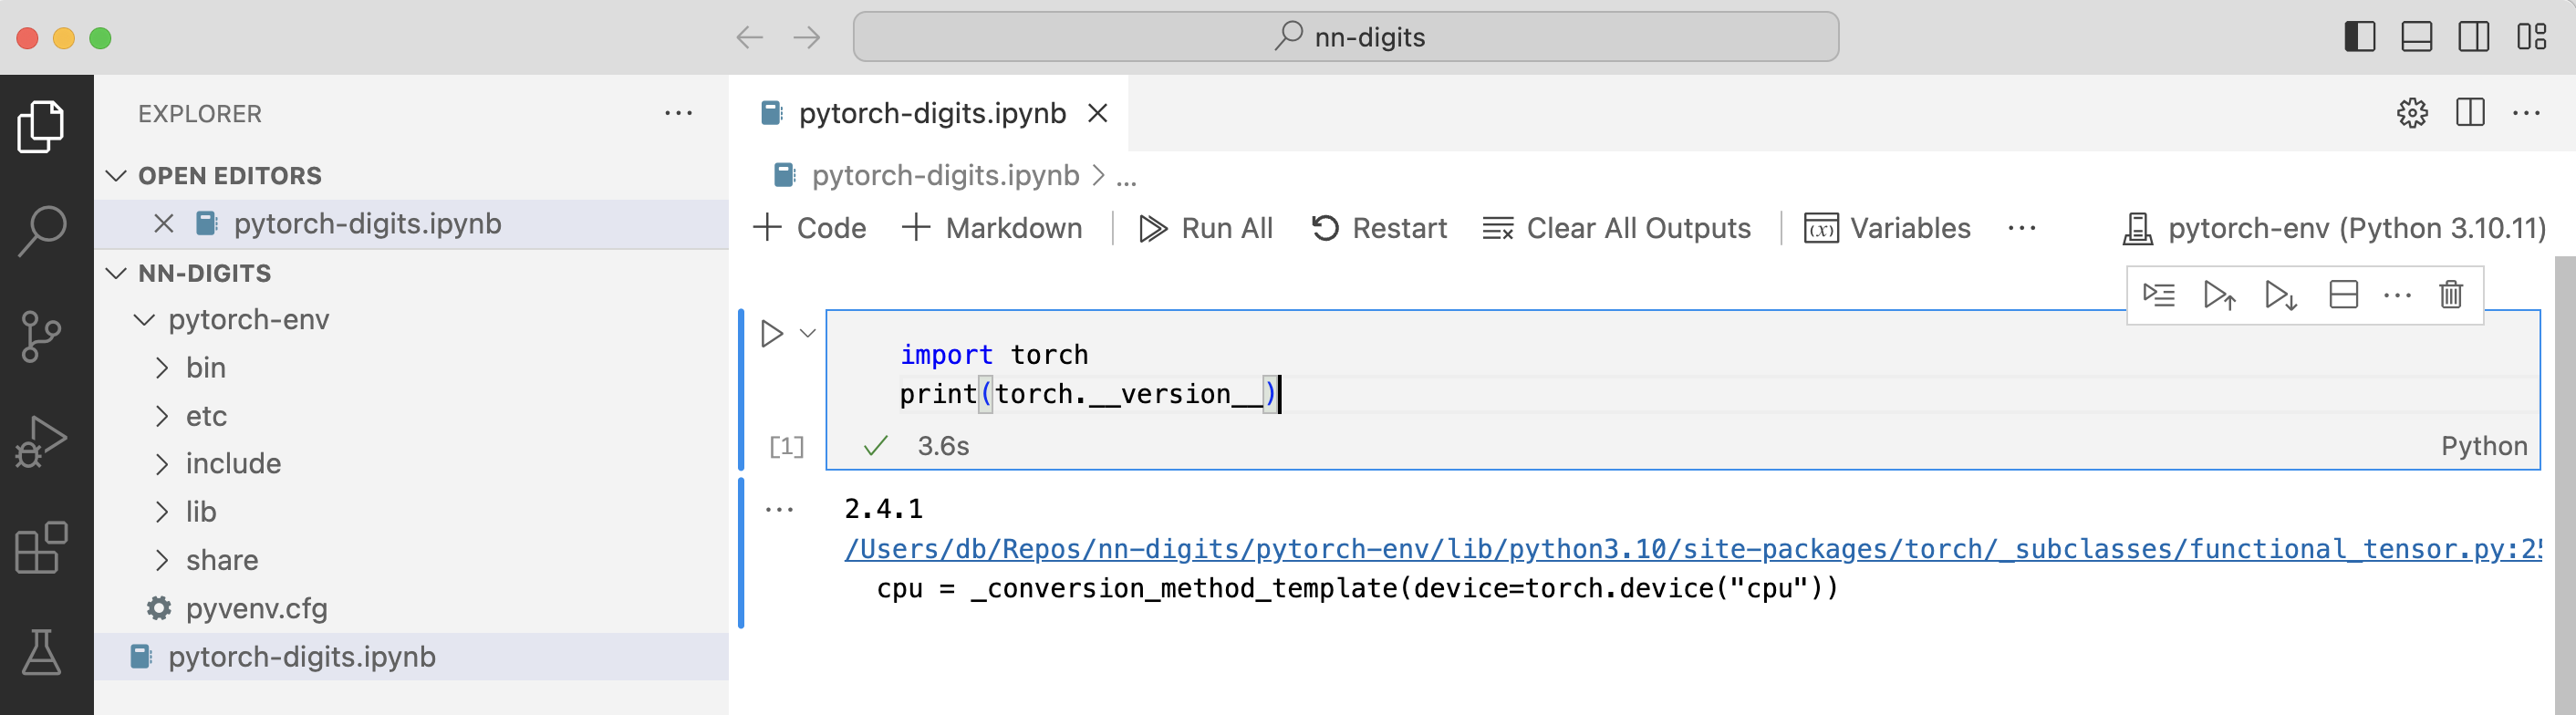 nn-digits
EXPLORER
OPEN EDITORS
pytorch-digits.ipynb
NN-DIGITS
pytorch-env
bin
etc
include
lib
share
pyvenv.cfg
pytorch-digits.ipynb
pytorch-digits.ipynb
pytorch-digits.ipynb > ...
Code Markdown Run All Restart Clear All Outputs Variables ... pytorch-env (Python 3.10.11)
import torch
print(torch.__version__)
[1] 3.6s Python
2.4.1
/Users/db/Repos/nn-digits/pytorch-env/lib/python3.10/site-packages/torch/_subclasses/functional_tensor.py:2
cpu = _conversion_method_template(device=torch.device("cpu"))